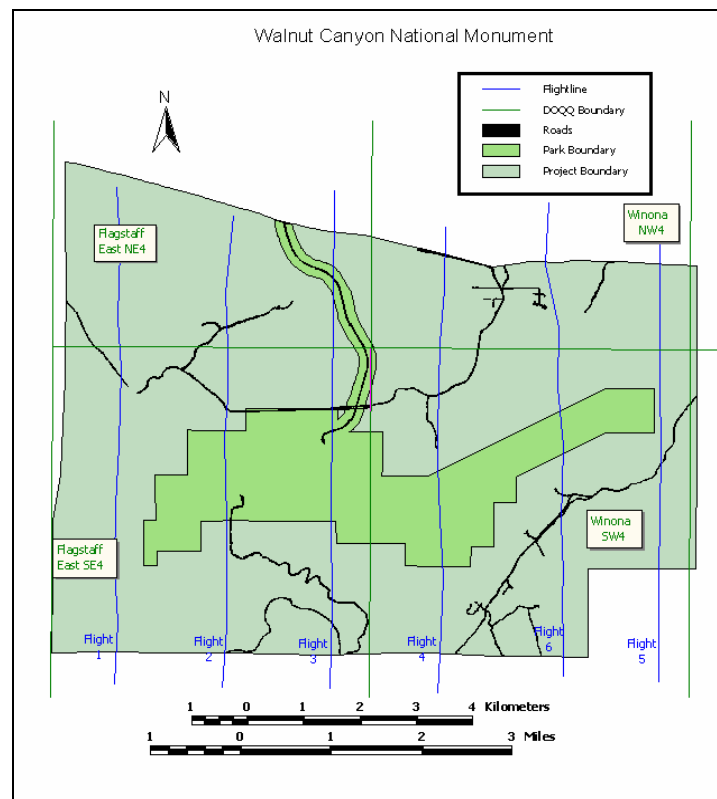 Walnut Canyon National Monument
Flightline
DOQQ Boundary
Roads
Park Boundary
Project Boundary
N
Flagstaff
East NE4
Winona
NW4
Winona
SW4
Flagstaff
East SE4
Flight
1
Flight
2
Flight
3
Flight
4
Flight
6
Flight
5
1 0 1 2 3 4 Kilometers
1 0 1 2 3 Miles